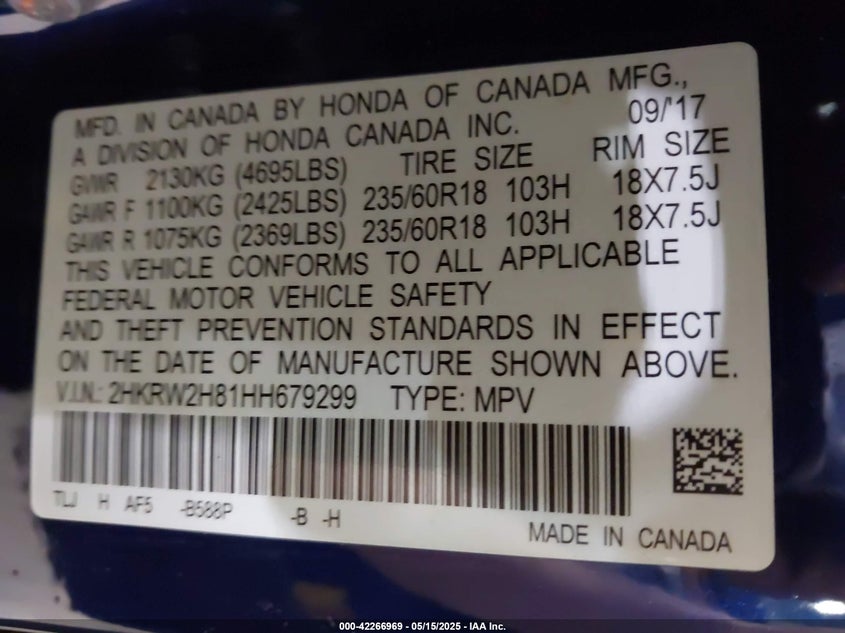 MFD. IN CANADA BY HONDA OF CANADA MFG.,
A DIVISION OF HONDA CANADA INC. 09/'17
GVWR 2130KG (4695LBS) TIRE SIZE RIM SIZE
GAWR F 1100KG (2425LBS) 235/60R18 103H 18X7.5J
GAWR R 1075KG (2369LBS) 235/60R18 103H 18X7.5J
THIS VEHICLE CONFORMS TO ALL APPLICABLE
FEDERAL MOTOR VEHICLE SAFETY
AND THEFT PREVENTION STANDARDS IN EFFECT
ON THE DATE OF MANUFACTURE SHOWN ABOVE.
V.I.N.: 2HKRW2H81HH679299 TYPE: MPV
TLJ H AF5 -B588P -B -H
MADE IN CANADA
000-42266969 - 05/15/2025 - IAA Inc.